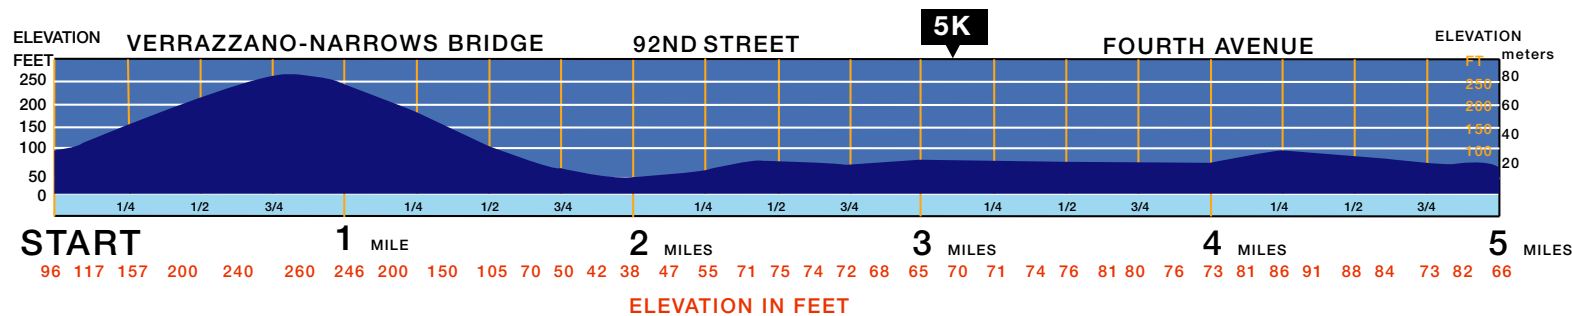 5K
ELEVATION VERRAZZANO-NARROWS BRIDGE 92ND STREET FOURTH AVENUE ELEVATION
FEET FT meters
250 250 80
200 200 60
150 150 40
100 100 20
50
0
1/4 1/2 3/4 1/4 1/2 3/4 1/4 1/2 3/4 1/4 1/2 3/4 1/4 1/2 3/4
START 1 MILE 2 MILES 3 MILES 4 MILES 5 MILES
96 117 157 200 240 260 246 200 150 105 70 50 42 38 47 55 71 75 74 72 68 65 70 71 74 76 81 80 76 73 81 86 91 88 84 73 82 66
ELEVATION IN FEET